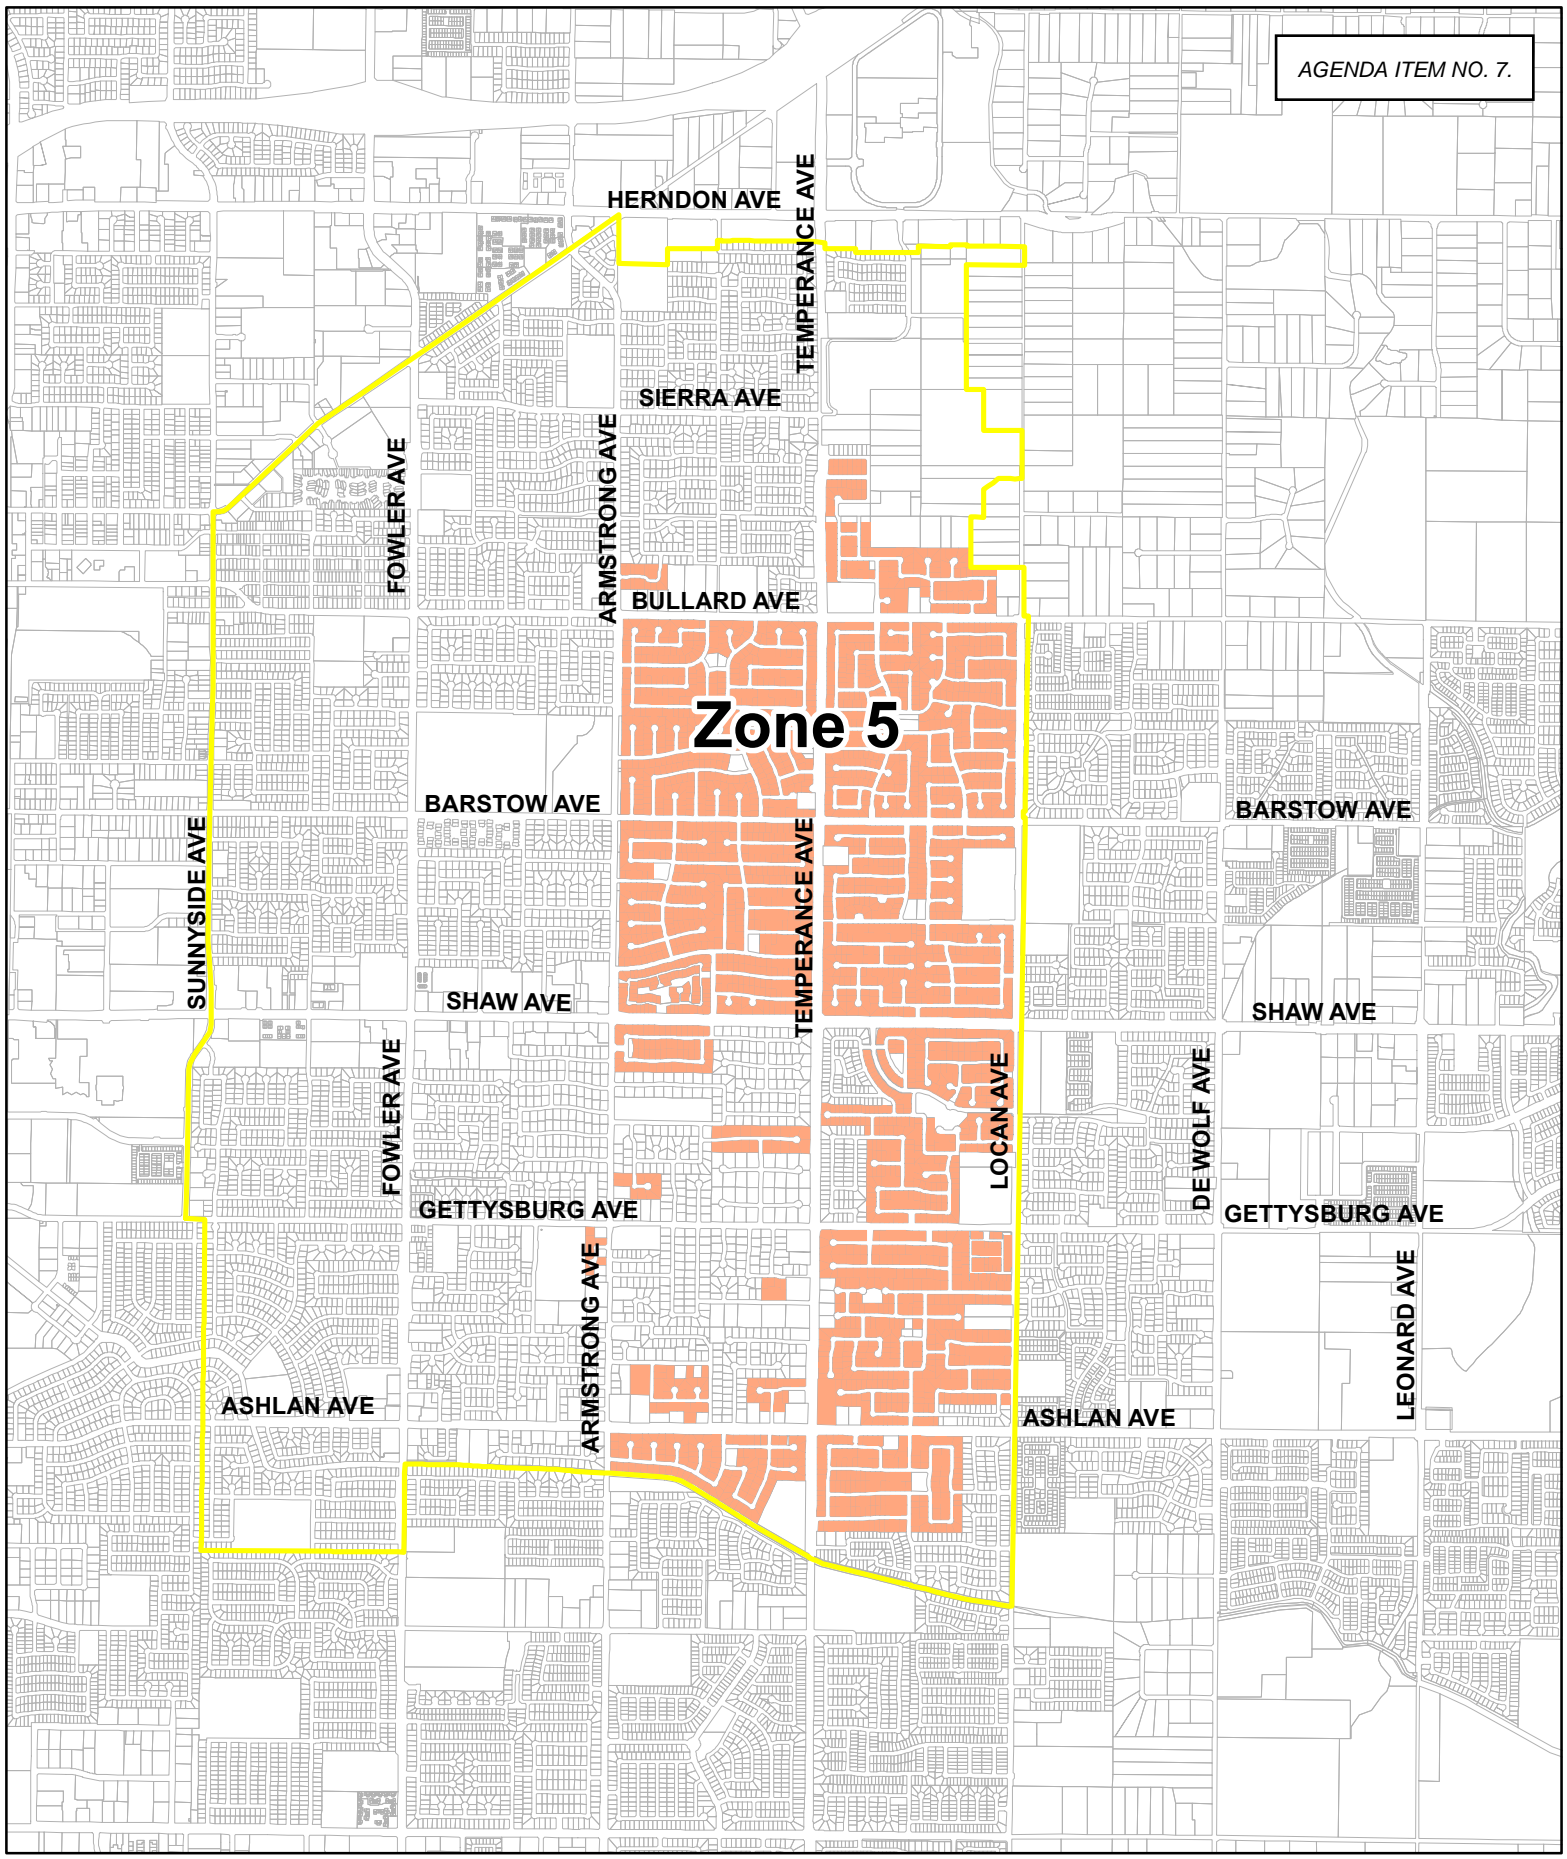 AGENDA ITEM NO. 7.
HERNDON AVE
TEMPERANCE AVE
SIERRA AVE
FOWLER AVE
ARMSTRONG AVE
BULLARD AVE
Zone 5
BARSTOW AVE
BARSTOW AVE
SUNNYSIDE AVE
TEMPERANCE AVE
SHAW AVE
SHAW AVE
FOWLER AVE
LOCAN AVE
DE WOLF AVE
GETTYSBURG AVE
GETTYSBURG AVE
ARMSTRONG AVE
LEONARD AVE
ASHLAN AVE
ASHLAN AVE